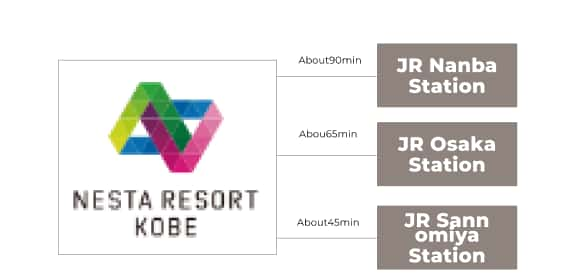 About90min
JR Nanba
Station
Abou65min
JR Osaka
Station
NESTA RESORT
KOBE
About45min
JR Sann
omiya
Station